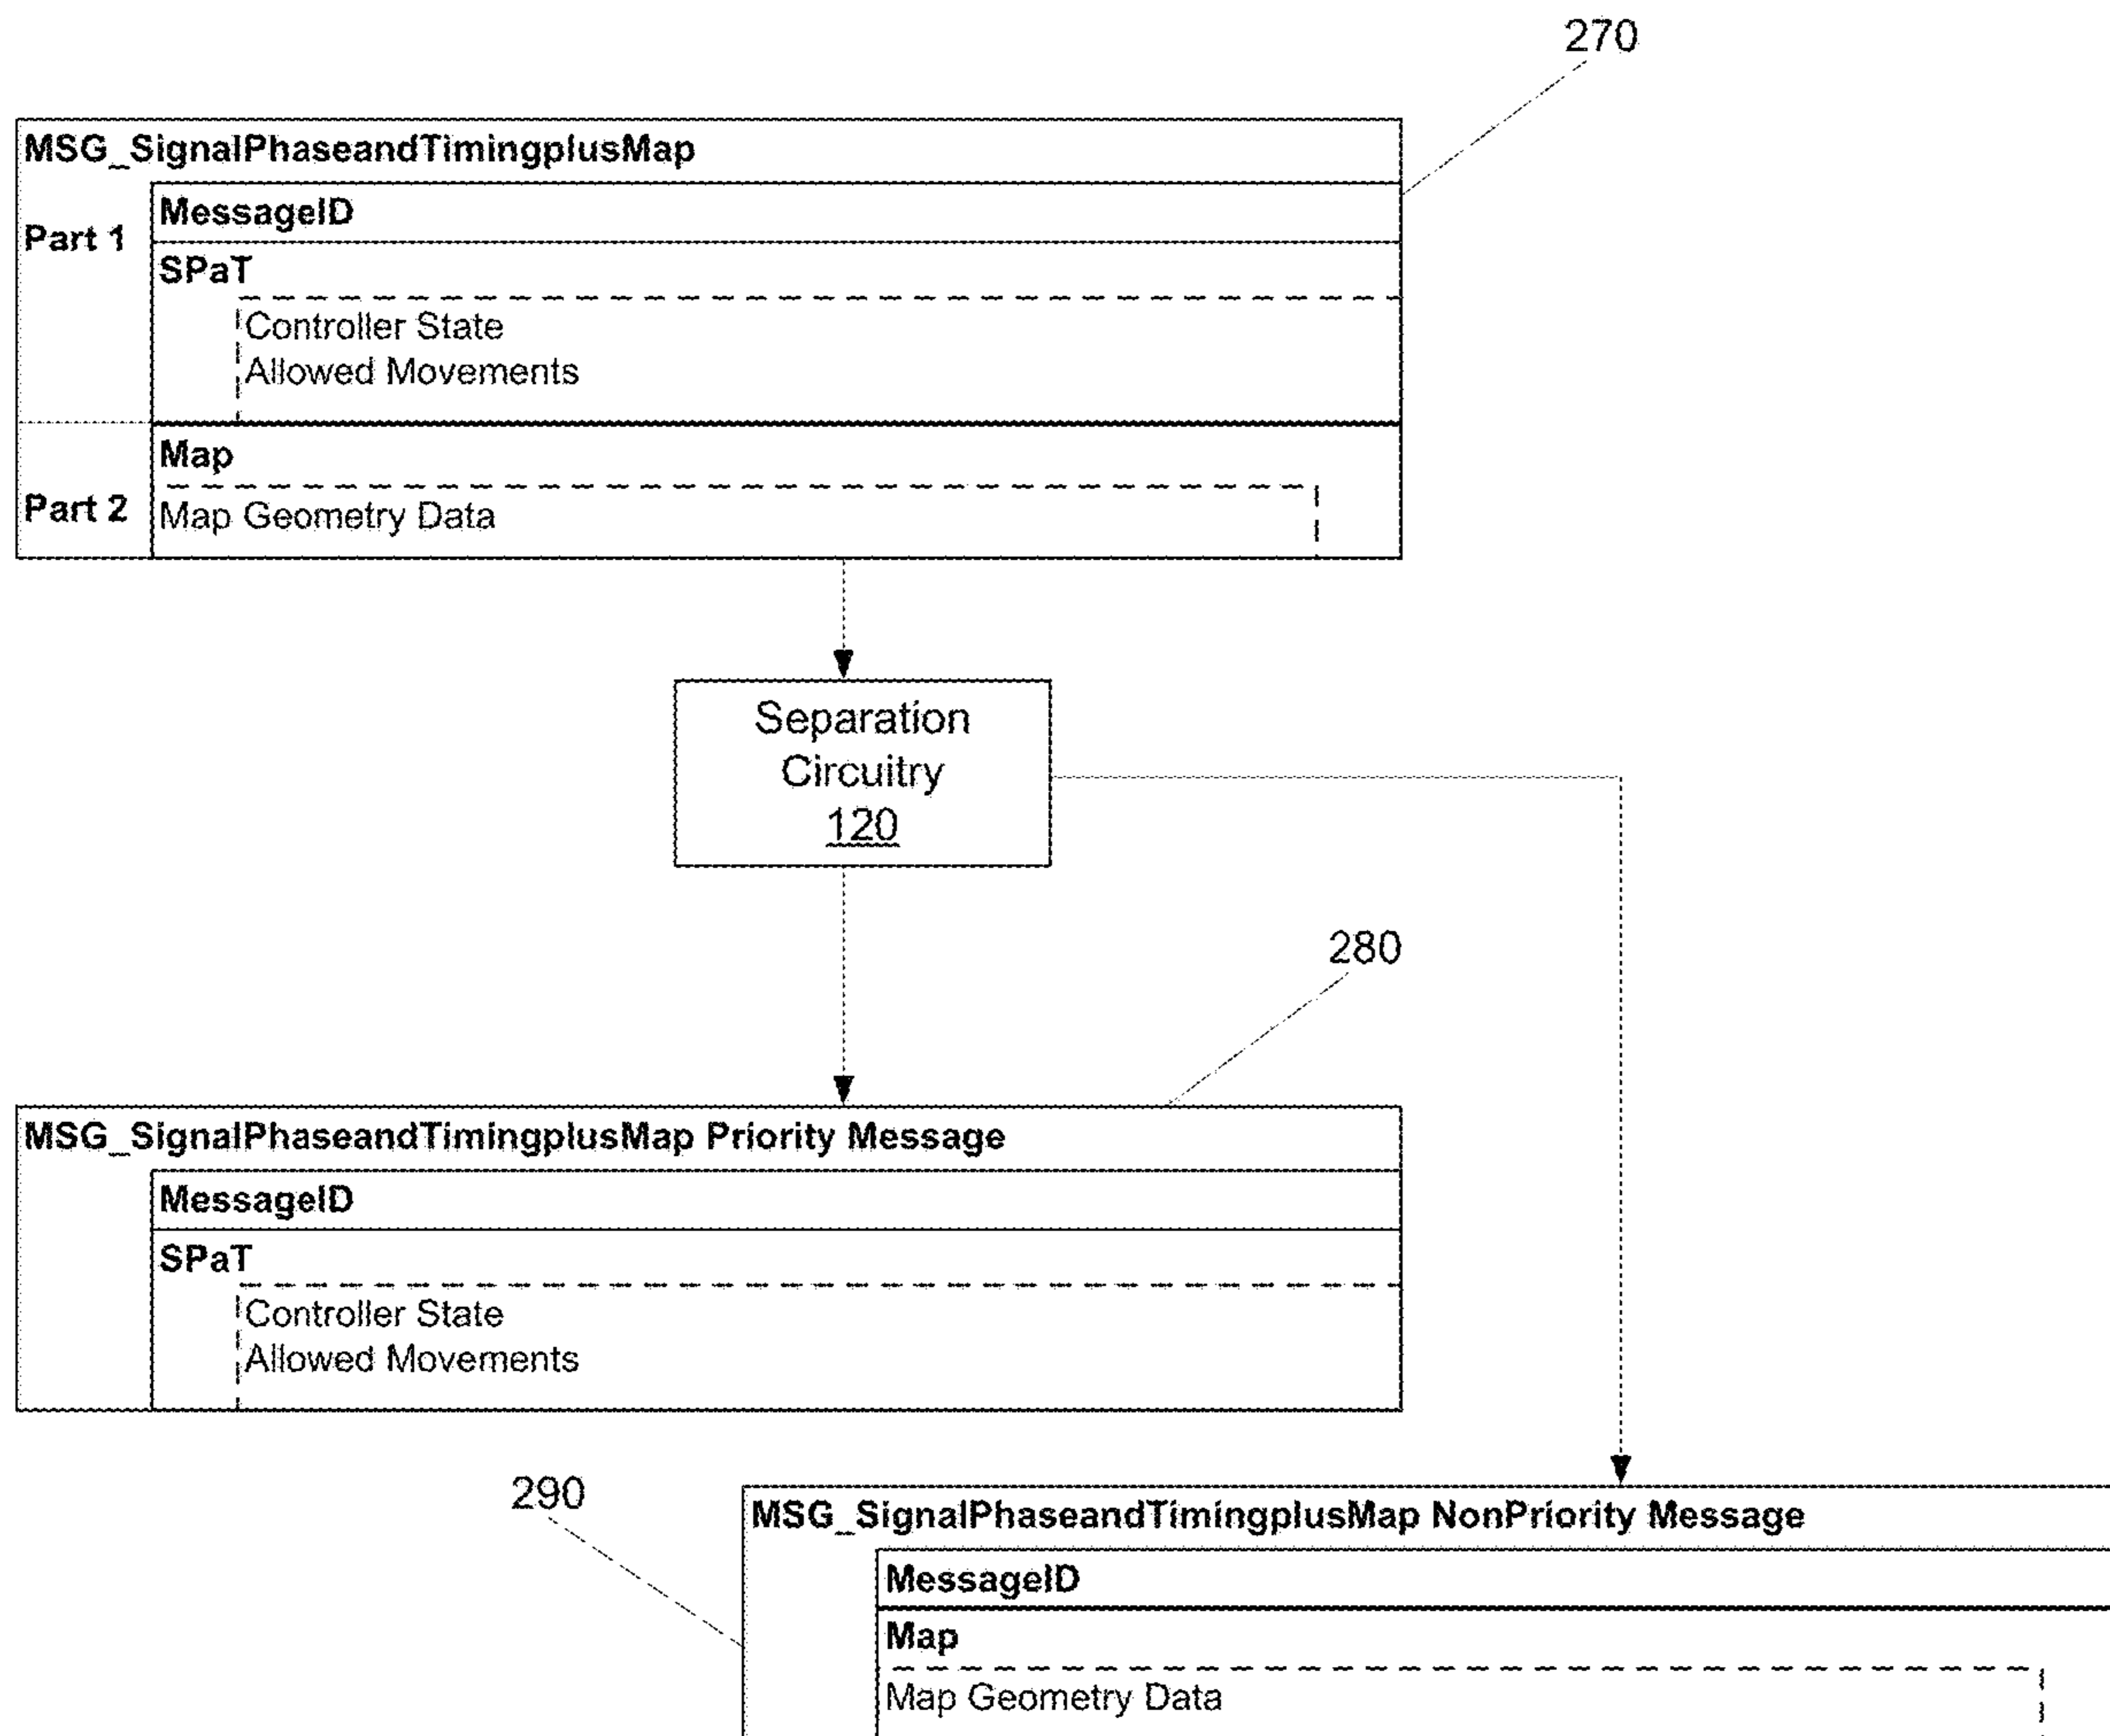 270
MSG_SignalPhaseandTimingplusMap
Part 1
MessageID
SPaT
Controller State
Allowed Movements
Part 2
Map
Map Geometry Data
Separation
Circuitry
120
280
MSG_SignalPhaseandTimingplusMap Priority Message
MessageID
SPaT
Controller State
Allowed Movements
290
MSG_SignalPhaseandTimingplusMap NonPriority Message
MessageID
Map
Map Geometry Data